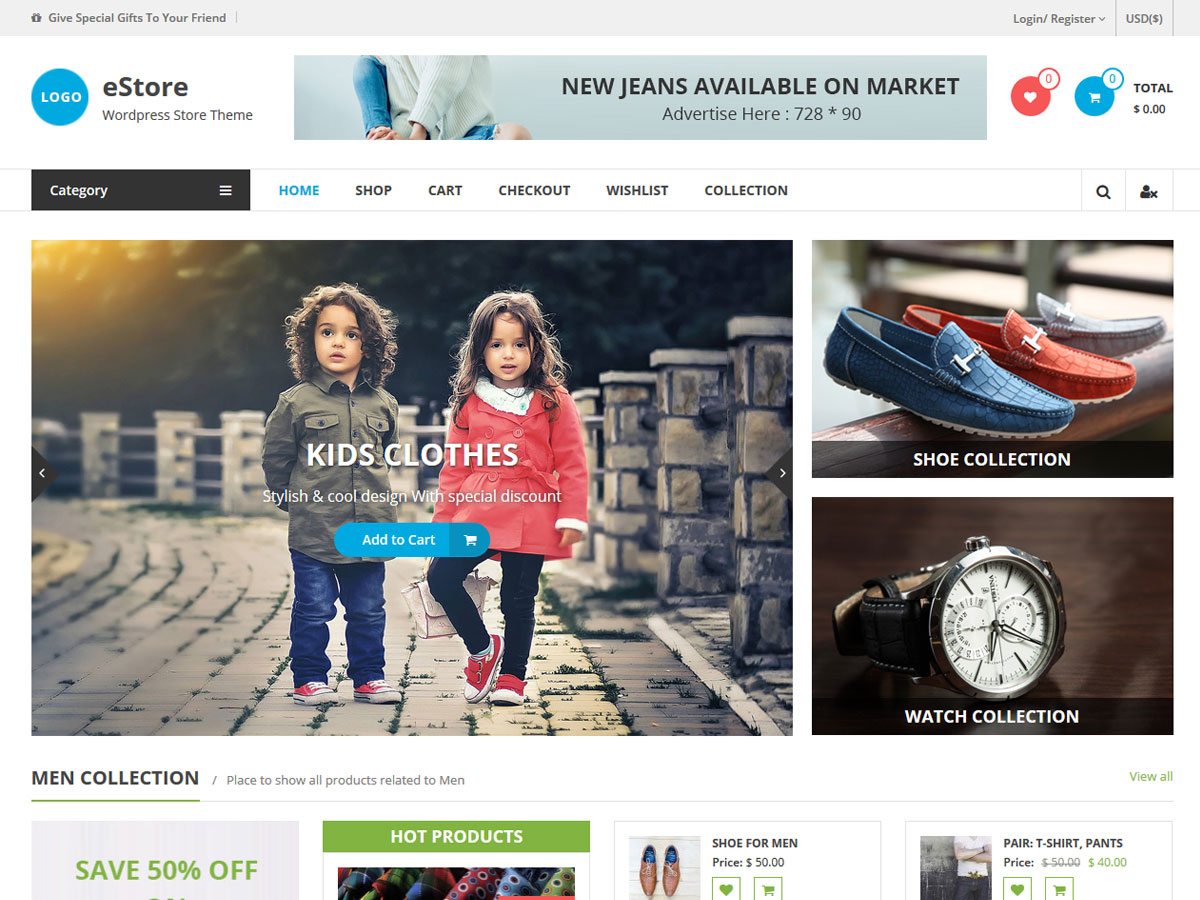 Give Special Gifts To Your Friend
Login/ Register
USD($)
LOGO
eStore
Wordpress Store Theme
NEW JEANS AVAILABLE ON MARKET
Advertise Here : 728 * 90
0
0
TOTAL
$ 0.00
Category
HOME
SHOP
CART
CHECKOUT
WISHLIST
COLLECTION
KIDS CLOTHES
Stylish & cool design With special discount
Add to Cart
SHOE COLLECTION
WATCH COLLECTION
MEN COLLECTION / Place to show all products related to Men
View all
SAVE 50% OFF
HOT PRODUCTS
SHOE FOR MEN
Price: $ 50.00
PAIR: T-SHIRT, PANTS
Price: $ 50.00 $ 40.00